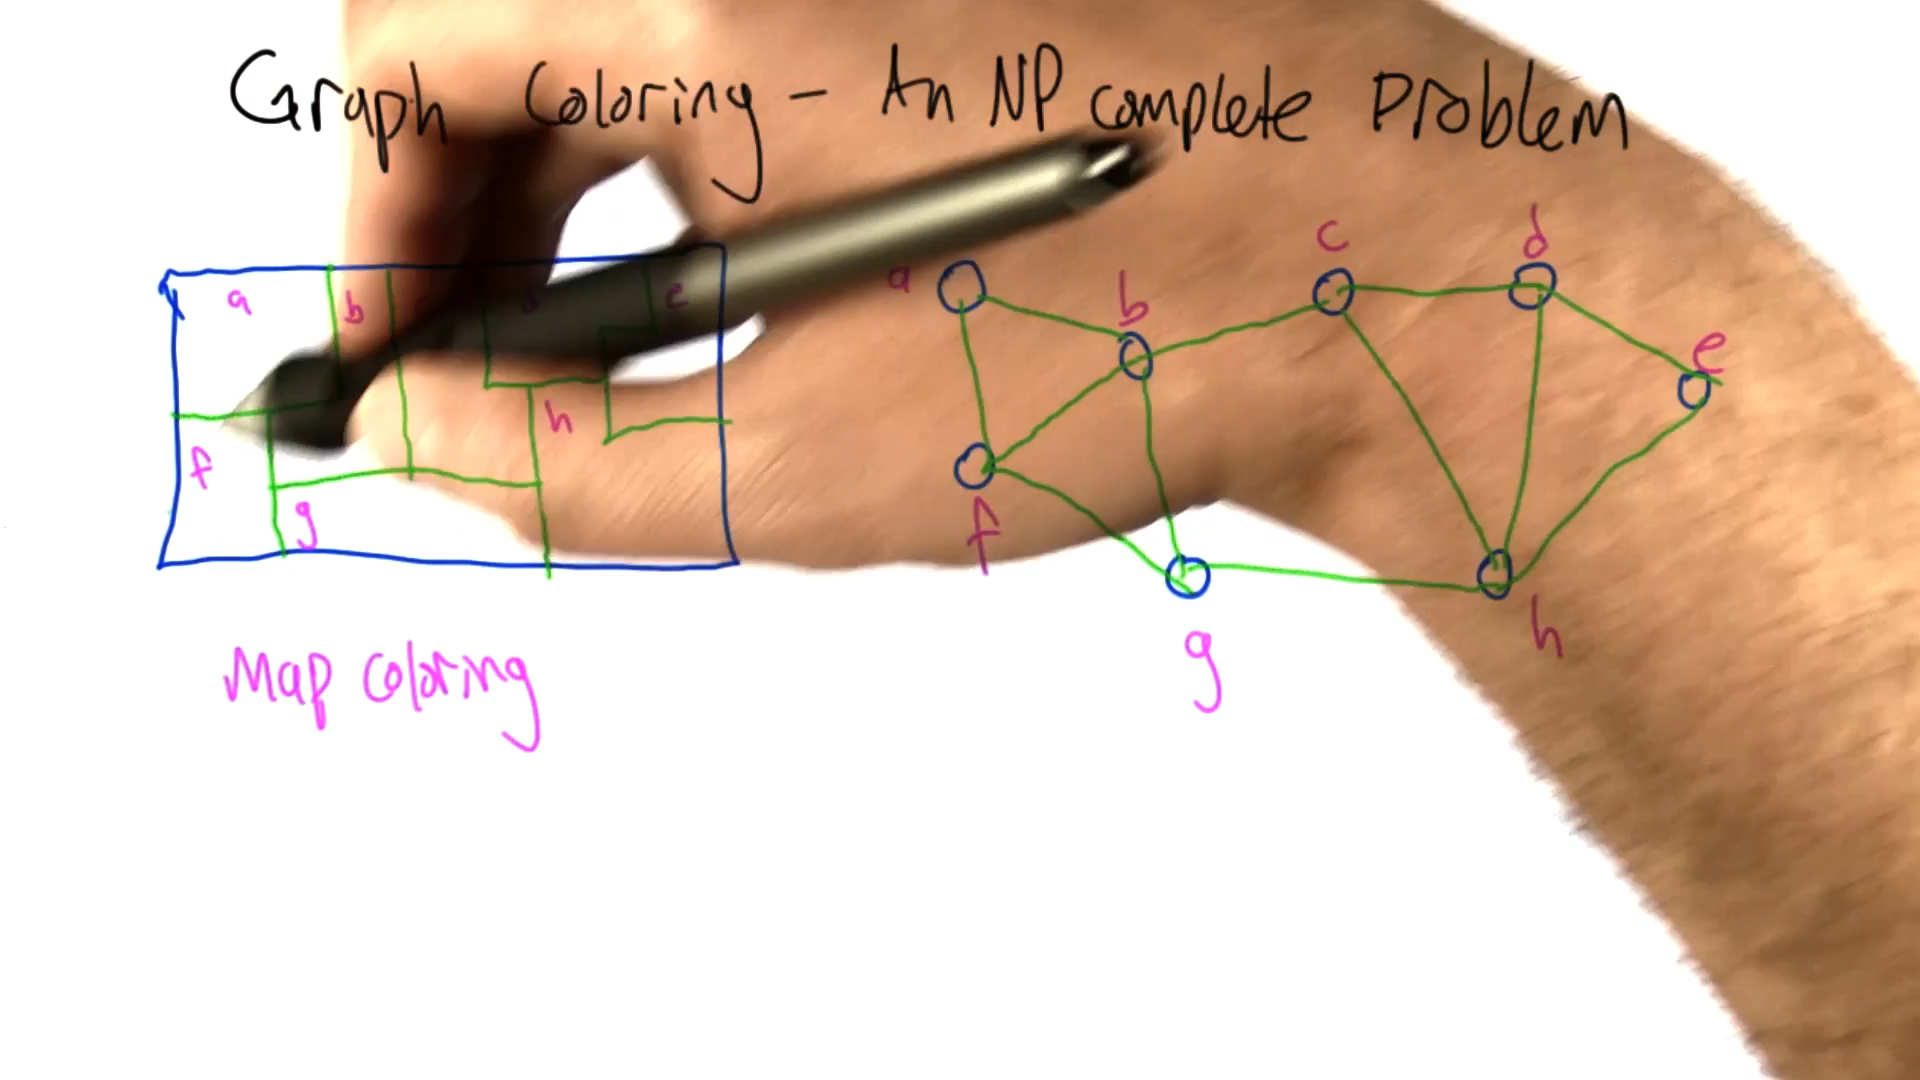 Graph Coloring - An NP complete Problem
a b e
h
f
g
Map coloring
a b c d
e
f
g
h